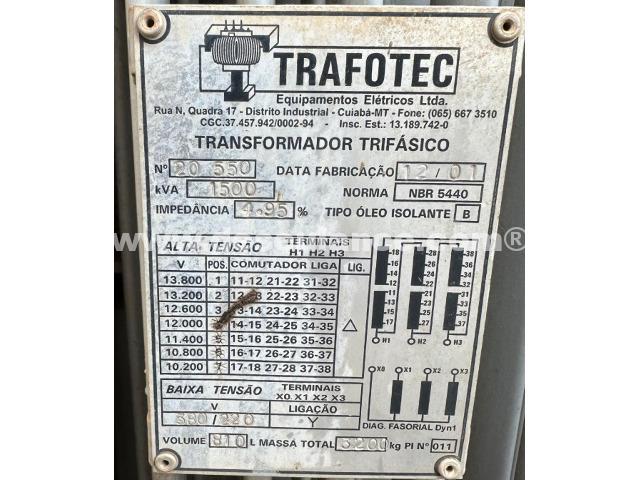 TRAFOTEC
Equipamentos Elétricos Ltda.
Rua N, Quadra 17 - Distrito Industrial - Cuiabá-MT - Fone: (065) 667 3510
CGC.37.457.942/0002-94 - Insc. Est.: 13.189.742-0
TRANSFORMADOR TRIFÁSICO
Nº 20 550 DATA FABRICAÇÃO 12/01
kVA 1500 NORMA NBR 5440
IMPEDÂNCIA 4.95 % TIPO ÓLEO ISOLANTE B
ALTA TENSÃO TERMINAIS H1 H2 H3
V POS. COMUTADOR LIGA LIG.
13.800 1 11-12 21-22 31-32
13.200 2 22-23 32-33
12.600 3 13-14 23-24 33-34
12.000 14-15 24-25 34-35 △
11.400 15-16 25-26 35-36
10.800 16-17 26-27 36-37
10.200 17-18 27-28 37-38
BAIXA TENSÃO TERMINAIS X0 X1 X2 X3
V LIGAÇÃO
380/220 Y
H1 H2 H3
X0 X1 X2 X3
DIAG. FASORIAL Dyn1
VOLUME 810 L MASSA TOTAL 3200 kg PI Nº 011